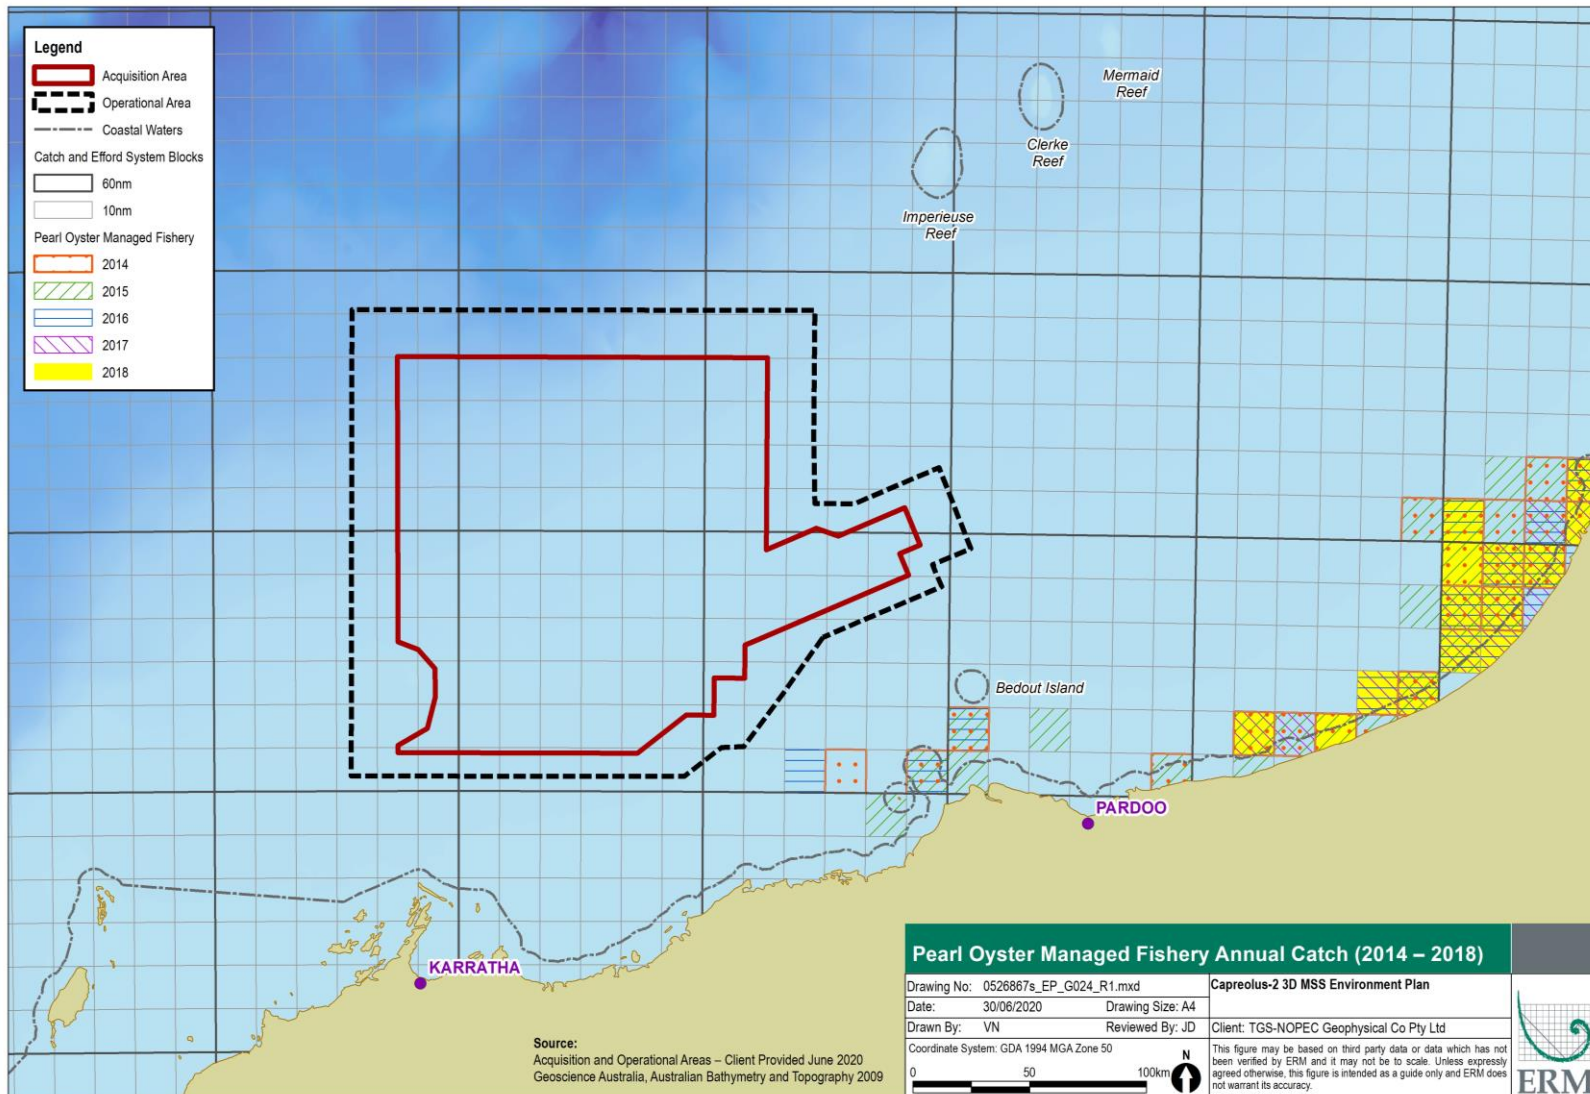 Legend
Acquisition Area
Operational Area
Coastal Waters
Catch and Efford System Blocks
60nm
10nm
Pearl Oyster Managed Fishery
2014
2015
2016
2017
2018
Mermaid
Reef
Clerke
Reef
Imperieuse
Reef
Bedout Island
PARDOO
KARRATHA
Source:
Acquisition and Operational Areas – Client Provided June 2020
Geoscience Australia, Australian Bathymetry and Topography 2009
Pearl Oyster Managed Fishery Annual Catch (2014 – 2018)
Drawing No: 0526867s_EP_G024_R1.mxd
Date: 30/06/2020 Drawing Size: A4
Drawn By: VN Reviewed By: JD
Coordinate System: GDA 1994 MGA Zone 50
N
0 50 100km
Capreolus-2 3D MSS Environment Plan
Client: TGS-NOPEC Geophysical Co Pty Ltd
This figure may be based on third party data or data which has not
been verified by ERM and it may not be to scale. Unless expressly
agreed otherwise, this figure is intended as a guide only and ERM does
not warrant its accuracy.
ERM